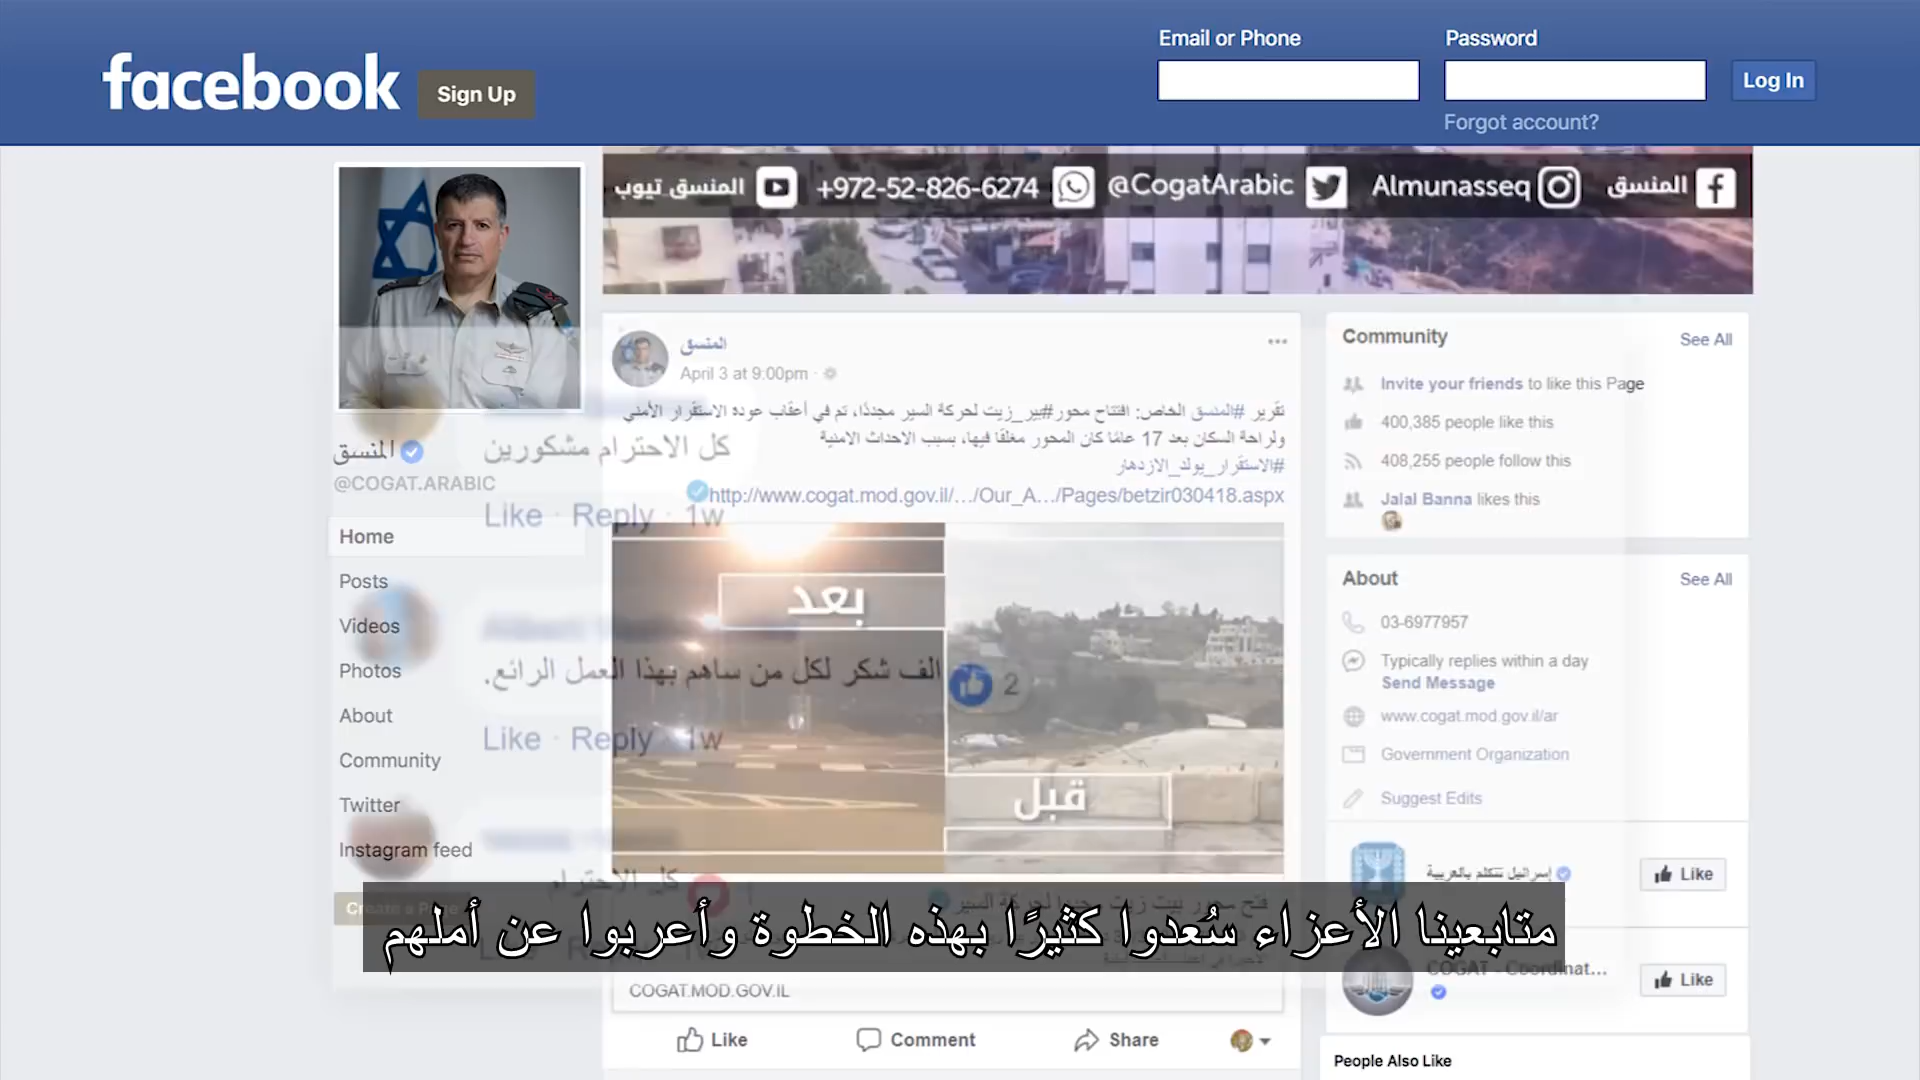 facebook
Sign Up
Email or Phone
Password
Log In
Forgot account?
المنسق تيوب
+972-52-826-6274
@CogatArabic
Almunasseq
المنسق
المنسق
@COGAT.ARABIC
Home
Posts
Videos
Photos
About
Community
Twitter
Instagram feed
المنسق
April 3 at 9:00pm
تقرير #المنسق الخاص: افتتاح محور#بير_زيت لحركة السير مجددًا، تم في أعقاب عودة الاستقرار الأمني
ولراحة السكان بعد 17 عامًا كان المحور مغلقا فيها، بسبب الاحداث الامنية
#الاستقرار_يولد_الازدهار
http://www.cogat.mod.gov.il/…/Our_A…/Pages/betzir030418.aspx
كل الاحترام مشكورين
Like · Reply · 1w
بعد
الف شكر لكل من ساهم بهذا العمل الرائع.
2
Like · Reply · 1w
قبل
كل الاحترام
متابعينا الأعزاء سُعدوا كثيرًا بهذه الخطوة وأعربوا عن أملهم
COGAT.MOD.GOV.IL
Like
Comment
Share
Community
See All
Invite your friends to like this Page
400,385 people like this
408,255 people follow this
Jalal Banna likes this
About
See All
03-6977957
Typically replies within a day
Send Message
www.cogat.mod.gov.il/ar
Government Organization
Suggest Edits
إسرائيل تتكلم بالعربية
Like
COGAT - Coordinat...
Like
People Also Like